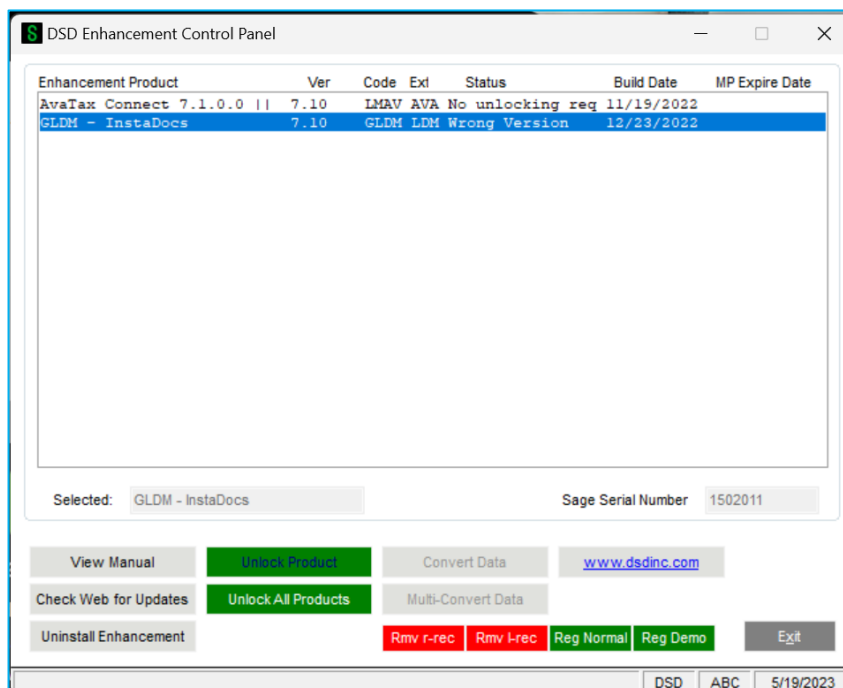 DSD Enhancement Control Panel
Enhancement Product Ver Code Ext Status Build Date MP Expire Date
AvaTax Connect 7.1.0.0 || 7.10 LMAV AVA No unlocking req 11/19/2022
GLDM - InstaDocs 7.10 GLDM LDM Wrong Version 12/23/2022
Selected: GLDM - InstaDocs Sage Serial Number 1502011
View Manual Unlock Product Convert Data www.dsdinc.com
Check Web for Updates Unlock All Products Multi-Convert Data
Uninstall Enhancement Rmv r-rec Rmv l-rec Reg Normal Reg Demo Exit
DSD ABC 5/19/2023